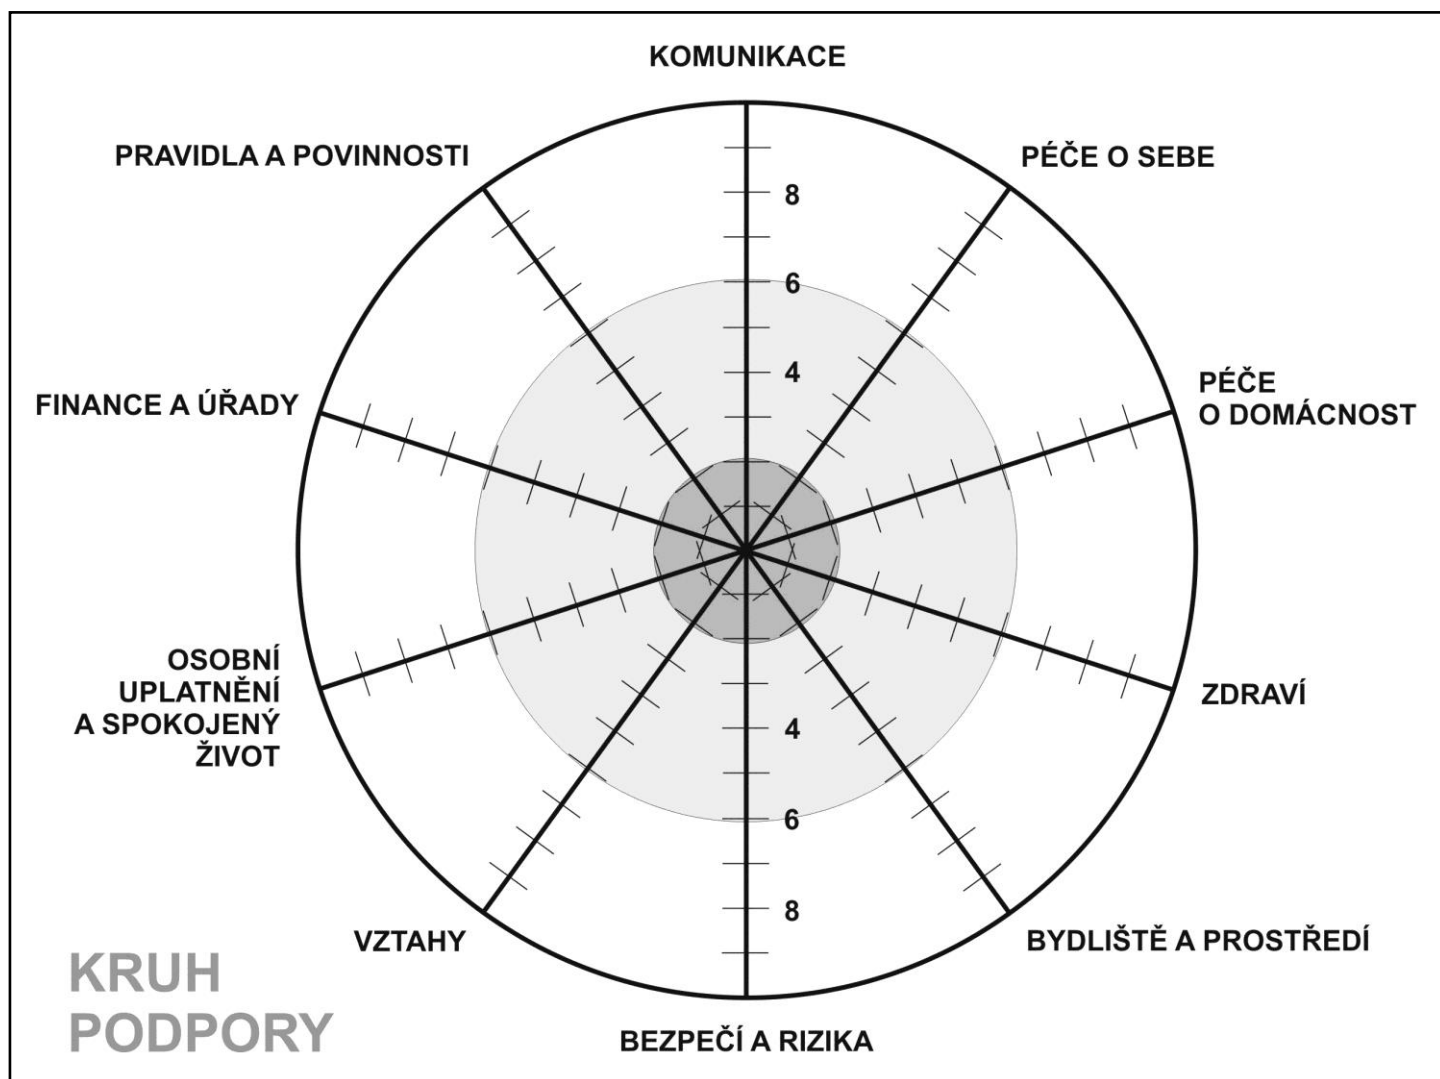 KOMUNIKACE
PRAVIDLA A POVINNOSTI
PÉČE O SEBE
8
6
4
FINANCE A ÚŘADY
PÉČE
O DOMÁCNOST
OSOBNÍ
UPLATNĚNÍ
A SPOKOJENÝ
ŽIVOT
ZDRAVÍ
4
6
8
VZTAHY
BYDLIŠTĚ A PROSTŘEDÍ
BEZPEČÍ A RIZIKA
KRUH
PODPORY